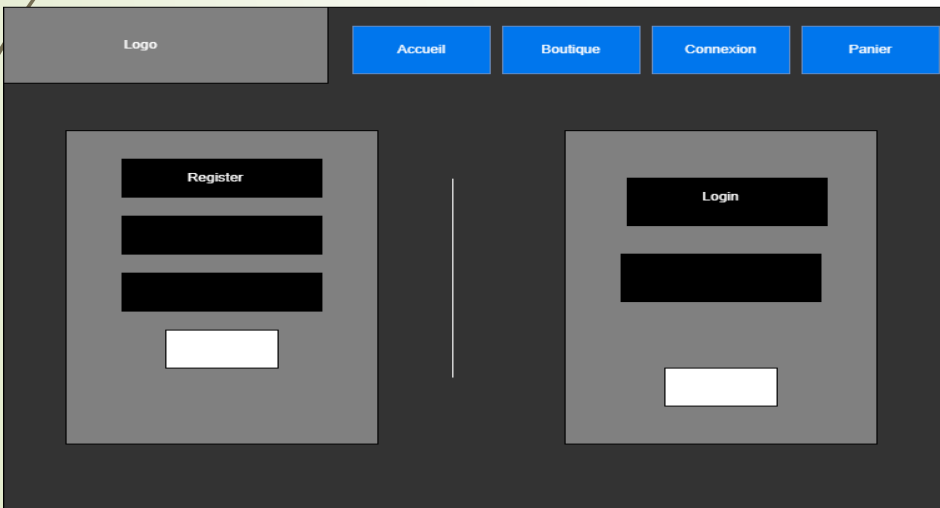 Logo
Accueil
Boutique
Connexion
Panier
Register
Login